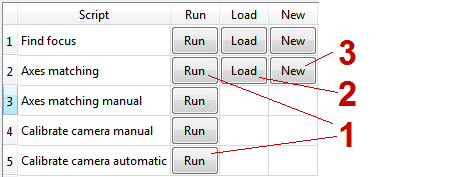 Script Run Load New
1 Find focus Run Load New
2 Axes matching Run Load New 3
3 Axes matching manual Run 2
4 Calibrate camera manual Run 1
5 Calibrate camera automatic Run